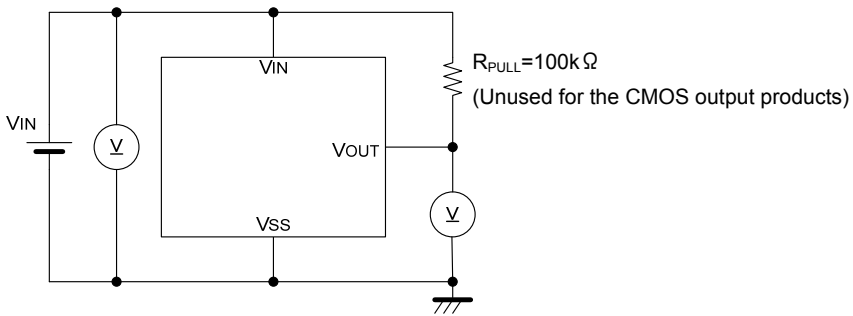 VIN
RPULL=100kΩ
(Unused for the CMOS output products)
VIN
V
VOUT
V
VSS